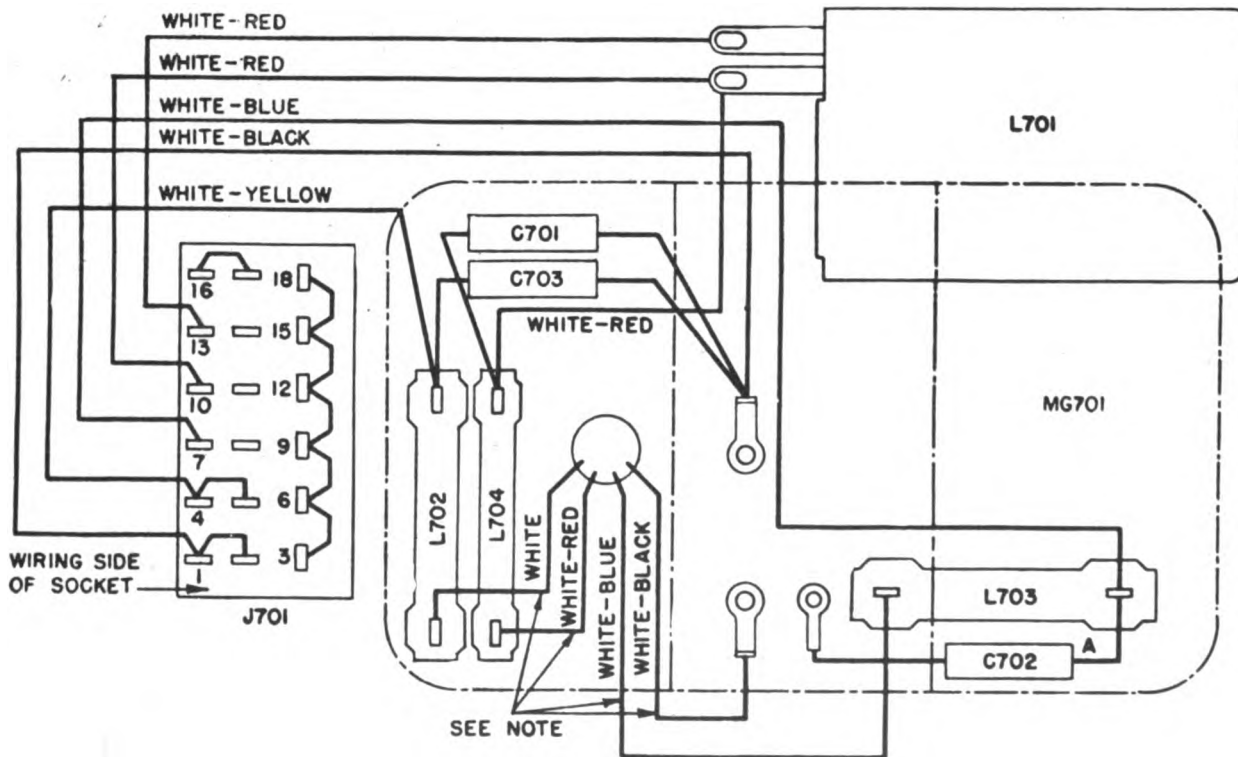 WHITE-RED
WHITE-RED
WHITE-BLUE
WHITE-BLACK
WHITE-YELLOW
L701
C701
C703
WHITE-RED
MG701
16
18
13
15
10
12
7
9
4
6
1
3
WIRING SIDE
OF SOCKET
J701
L702
L704
WHITE
WHITE-RED
WHITE-BLUE
WHITE-BLACK
L703
A
C702
SEE NOTE